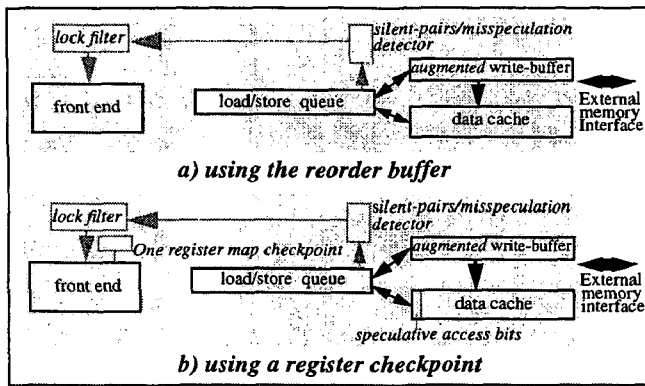 lock filter
silent-pairs/misspeculation
detector
front end
load/store queue
augmented write-buffer
data cache
External
memory
Interface
a) using the reorder buffer
lock filter
One register map checkpoint
front end
silent-pairs/misspeculation
detector
load/store queue
augmented write-buffer
data cache
speculative access bits
External
memory
interface
b) using a register checkpoint